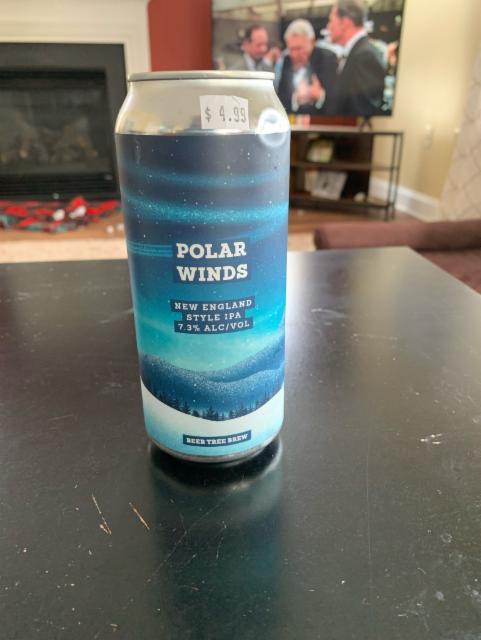 $4.99
POLAR
WINDS
NEW ENGLAND
STYLE IPA
7.3% ALC/VOL
BEER TREE BREW